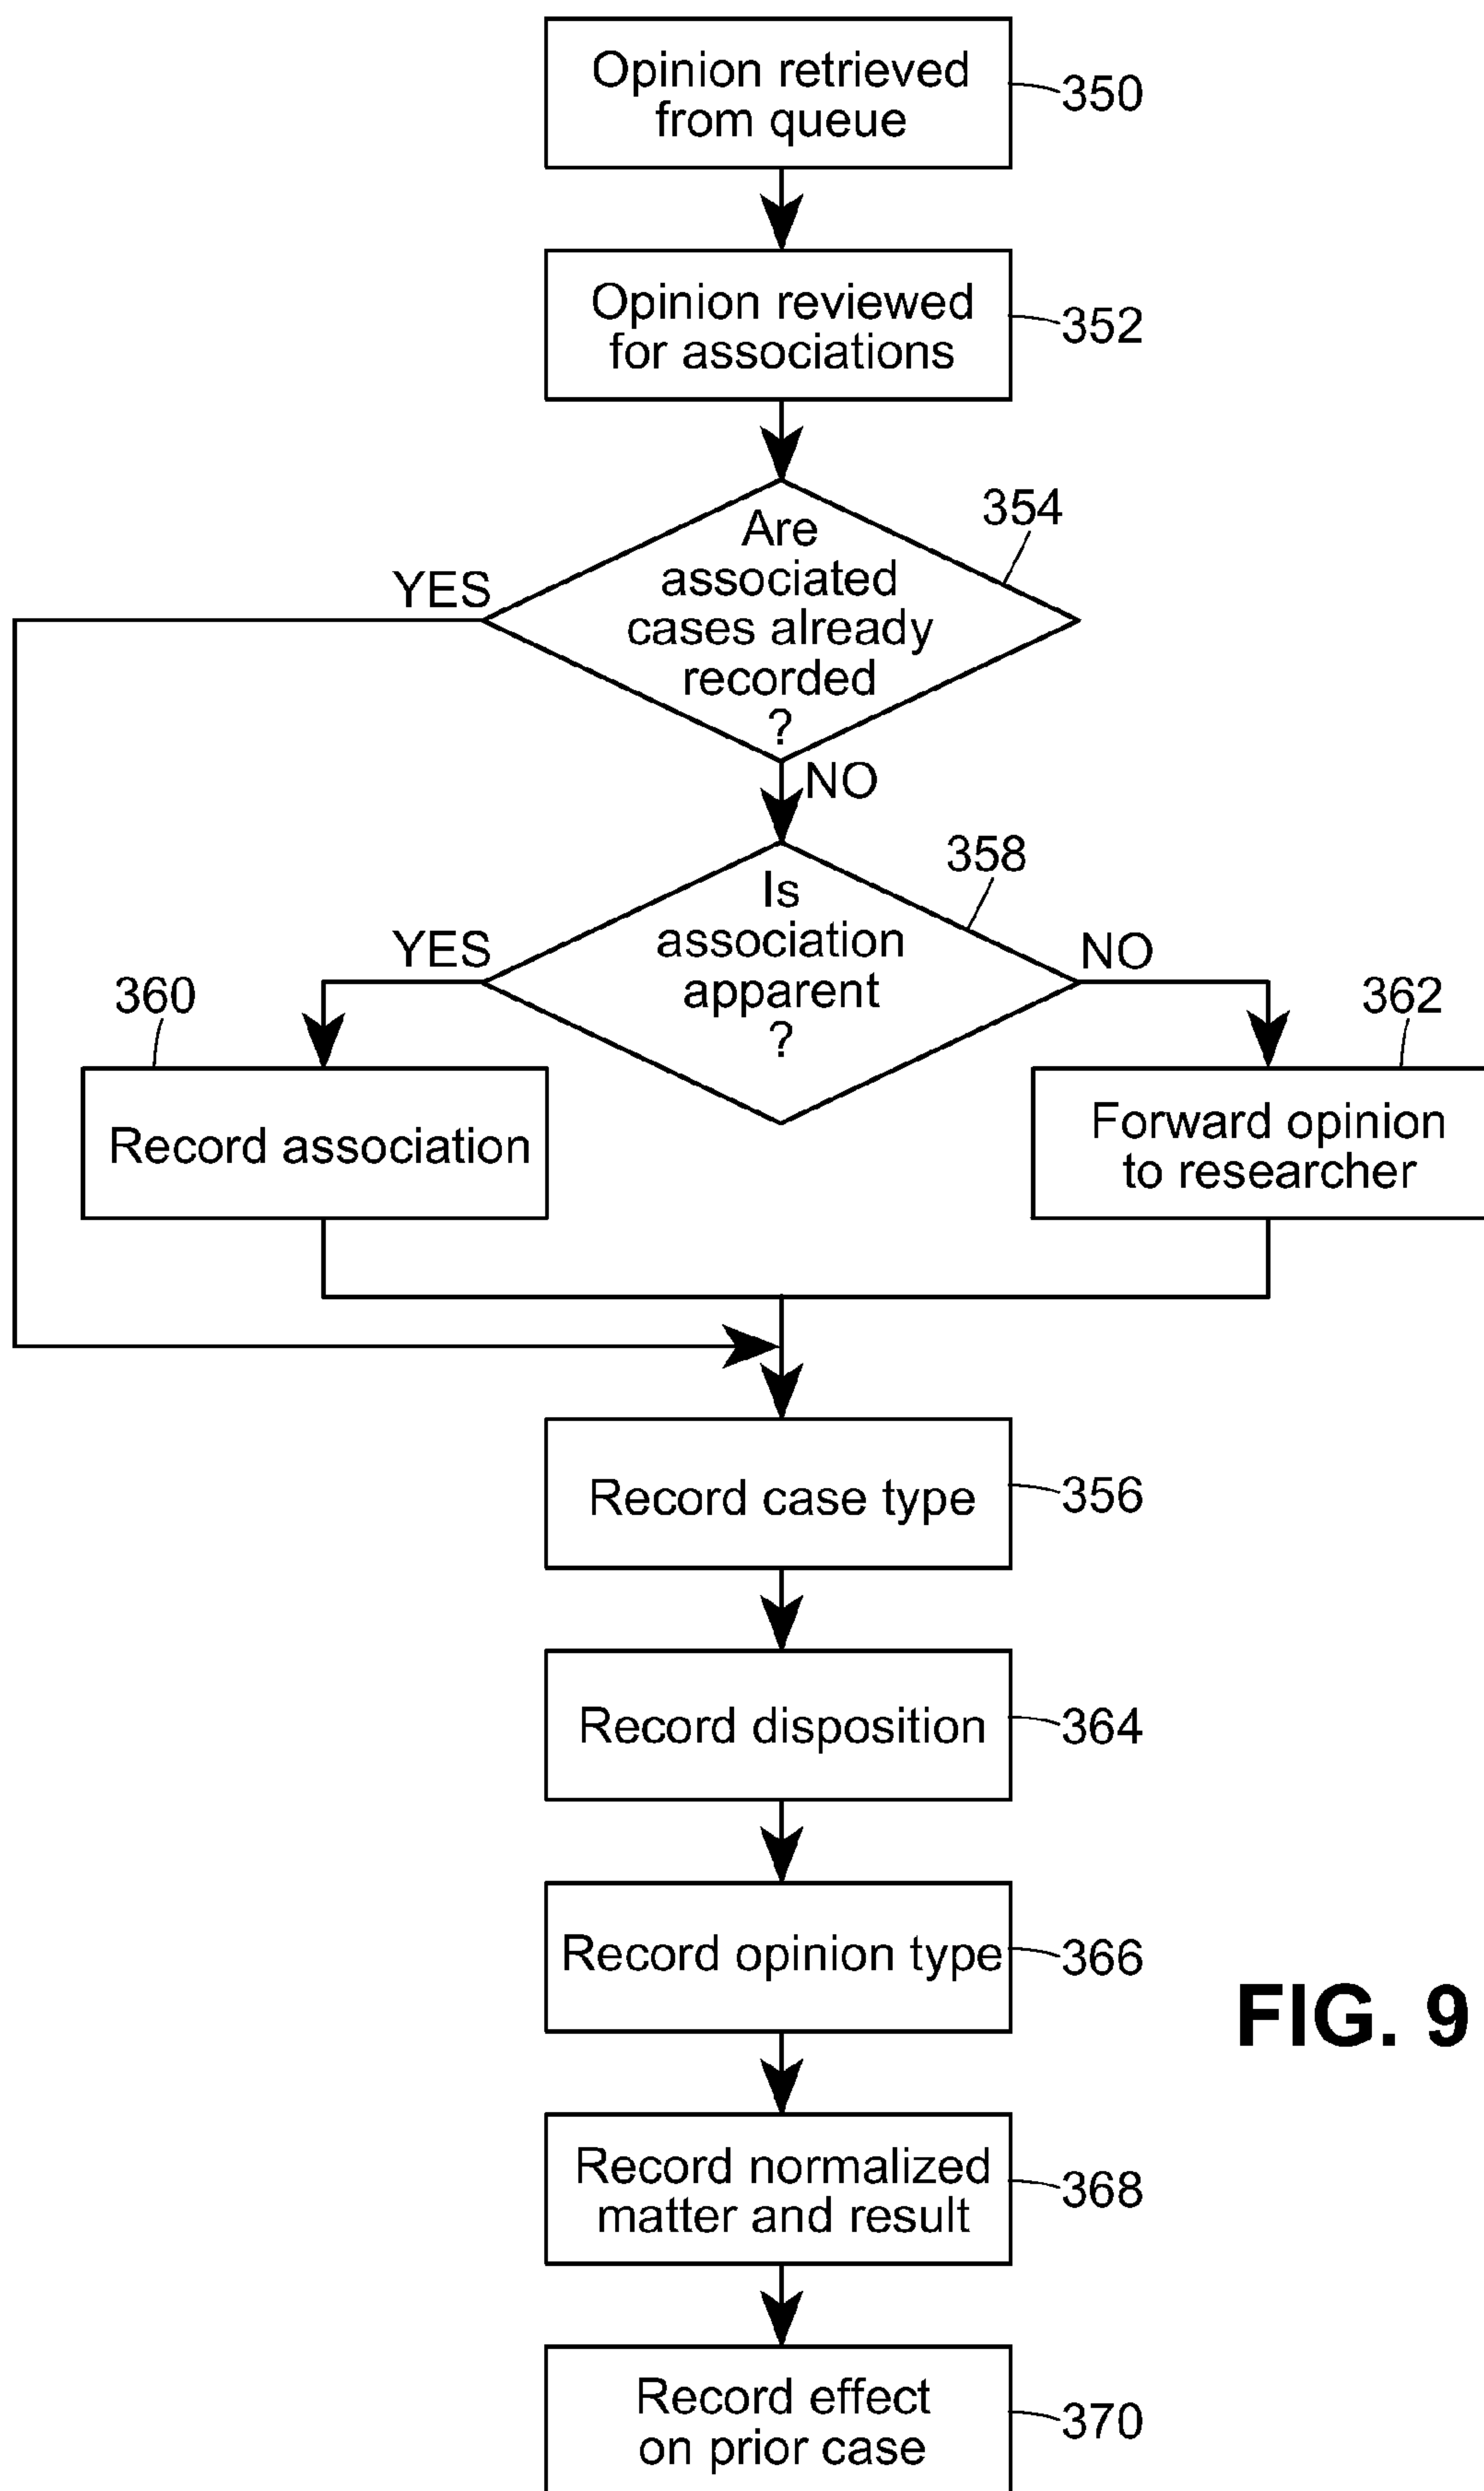 Opinion retrieved
from queue
350
Opinion reviewed
for associations
352
354
Are
associated
cases already
recorded
?
YES
NO
358
Is
association
apparent
?
YES
NO
360
Record association
362
Forward opinion
to researcher
Record case type
356
Record disposition
364
Record opinion type
366
FIG. 9
Record normalized
matter and result
368
Record effect
on prior case
370